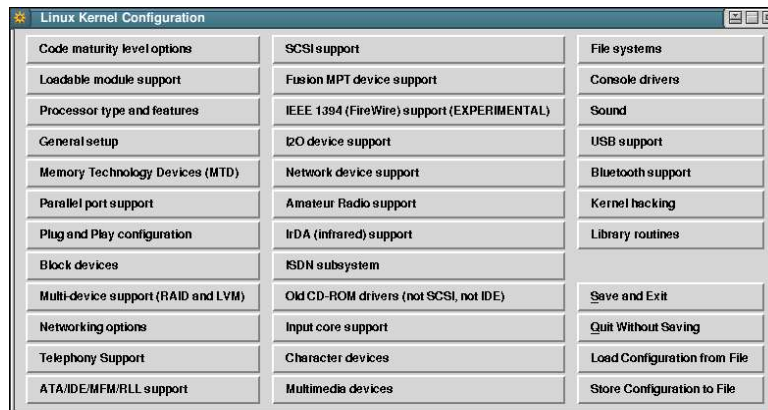 Linux Kernel Configuration
Code maturity level options
Loadable module support
Processor type and features
General setup
Memory Technology Devices (MTD)
Parallel port support
Plug and Play configuration
Block devices
Multi-device support (RAID and LVM)
Networking options
Telephony Support
ATA/IDE/MFM/RLL support
SCSI support
Fusion MPT device support
IEEE 1394 (FireWire) support (EXPERIMENTAL)
I2O device support
Network device support
Amateur Radio support
IrDA (infrared) support
ISDN subsystem
Old CD-ROM drivers (not SCSI, not IDE)
Input core support
Character devices
Multimedia devices
File systems
Console drivers
Sound
USB support
Bluetooth support
Kernel hacking
Library routines
Save and Exit
Quit Without Saving
Load Configuration from File
Store Configuration to File